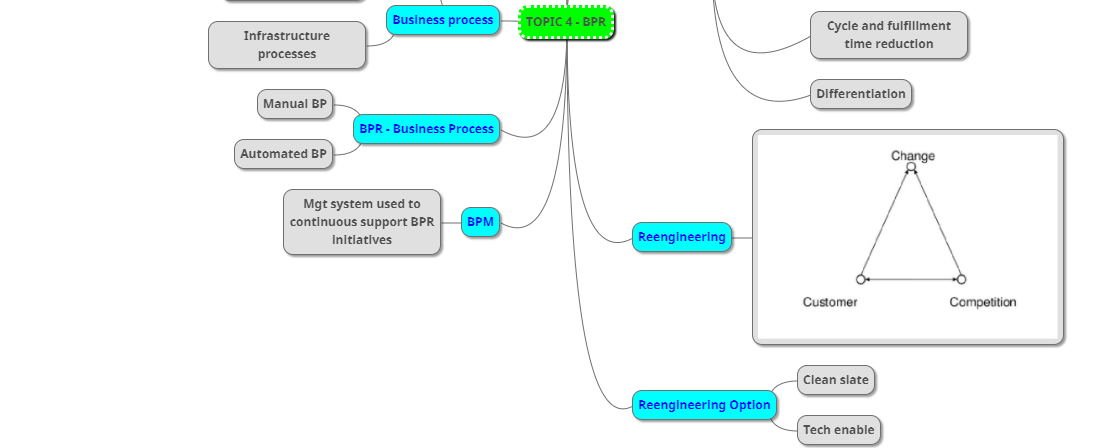 Business process
TOPIC 4 - BPR
Infrastructure
processes
Cycle and fulfillment
time reduction
Differentiation
Manual BP
BPR - Business Process
Automated BP
Mgt system used to
continuous support BPR
initiatives
BPM
Reengineering
Change
Customer
Competition
Reengineering Option
Clean slate
Tech enable